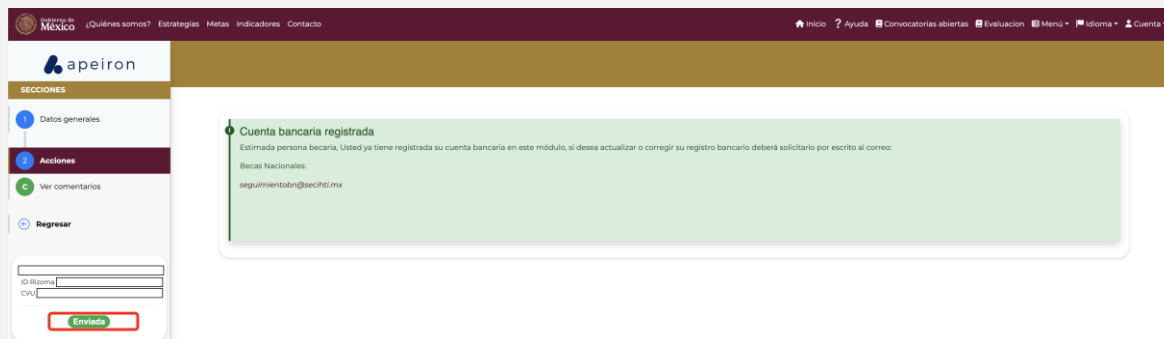 Gobierno de México ¿Quiénes somos? Estrategias Metas Indicadores Contacto Inicio ? Ayuda Convocatorias abiertas Evaluacion Menú Idioma Cuenta
apeiron
SECCIONES
1 Datos generales
2 Acciones
C Ver comentarios
Regresar
ID Rizoma
CVU
Enviada
Cuenta bancaria registrada
Estimada persona becaria, Usted ya tiene registrada su cuenta bancaria en este módulo, si desea actualizar o corregir su registro bancario deberá solicitarlo por escrito al correo:
Becas Nacionales:
seguimientobn@secihti.mx